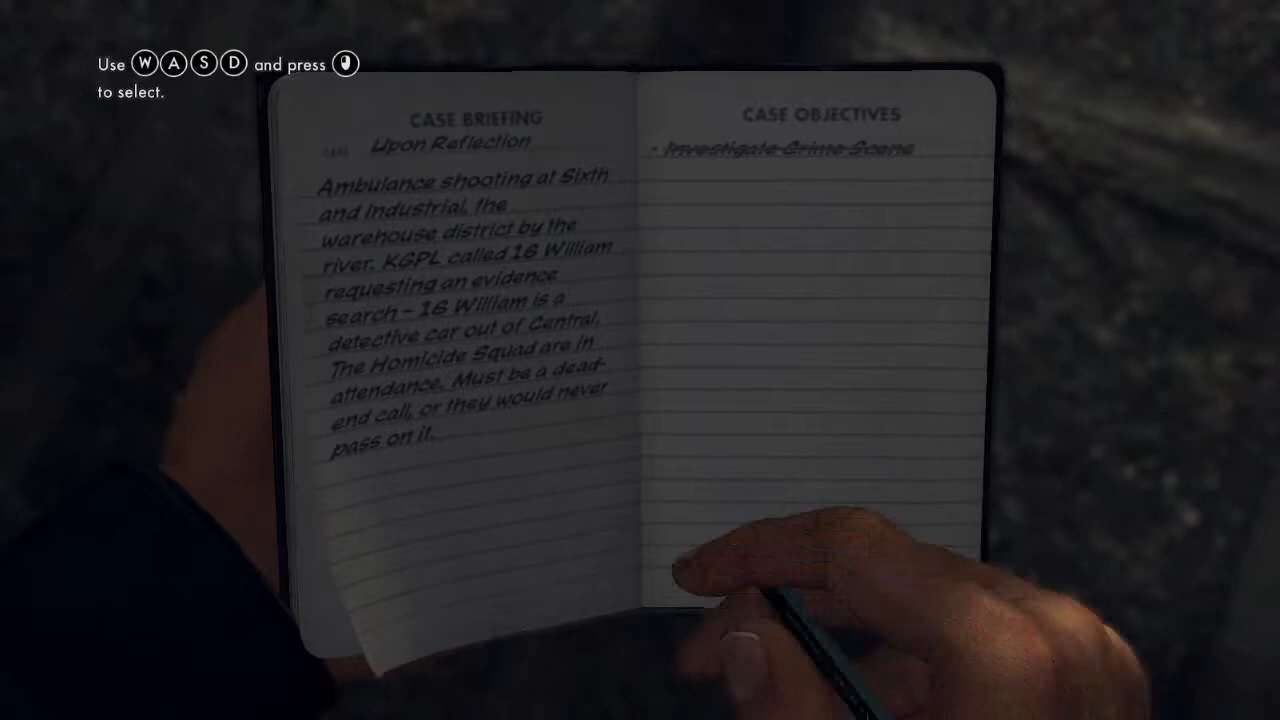 Use W A S D and press
to select.
CASE BRIEFING
Upon Reflection
Ambulance shooting at Sixth
and Industrial, the
warehouse district by the
river. KGPL called 16 William
requesting an evidence
search – 16 William is a
detective car out of Central,
The Homicide Squad are in
attendance. Must be a dead-
end call, or they would never
pass on it.
CASE OBJECTIVES
- Investigate Crime Scene